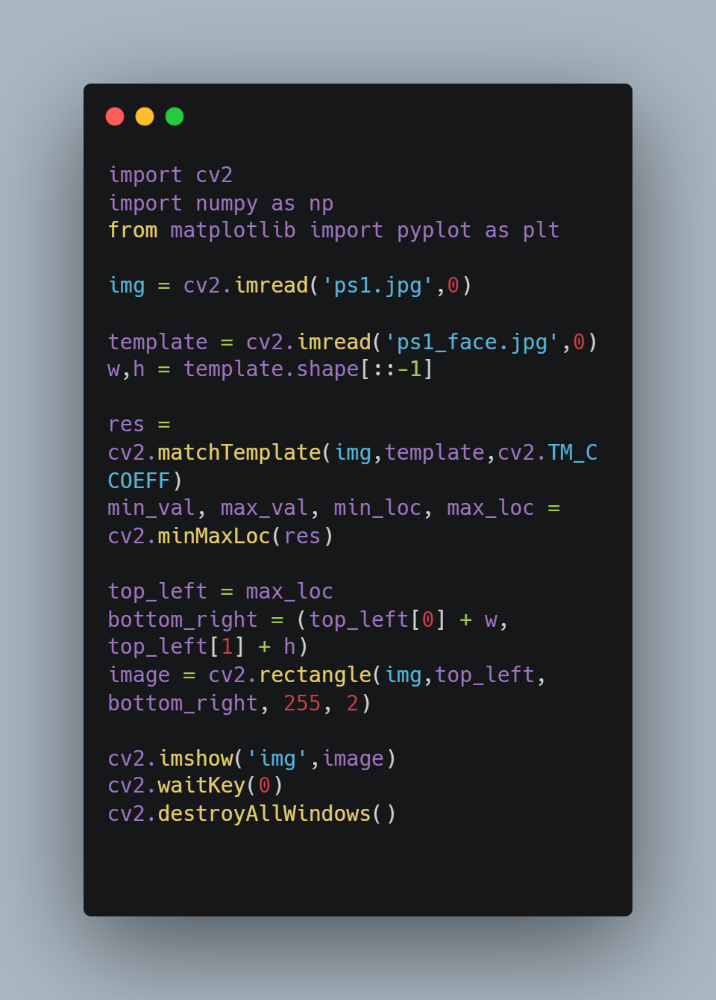 import cv2
import numpy as np
from matplotlib import pyplot as plt
img = cv2.imread('ps1.jpg',0)
template = cv2.imread('ps1_face.jpg',0)
w,h = template.shape[::-1]
res =
cv2.matchTemplate(img,template,cv2.TM_C
COEFF)
min_val, max_val, min_loc, max_loc =
cv2.minMaxLoc(res)
top_left = max_loc
bottom_right = (top_left[0] + w,
top_left[1] + h)
image = cv2.rectangle(img,top_left,
bottom_right, 255, 2)
cv2.imshow('img',image)
cv2.waitKey(0)
cv2.destroyAllWindows()